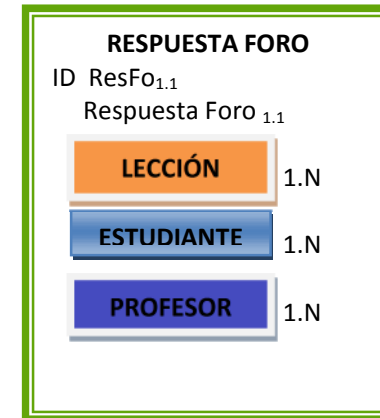 RESPUESTA FORO
ID ResFo1.1
Respuesta Foro 1.1
LECCIÓN 1.N
ESTUDIANTE 1.N
PROFESOR 1.N